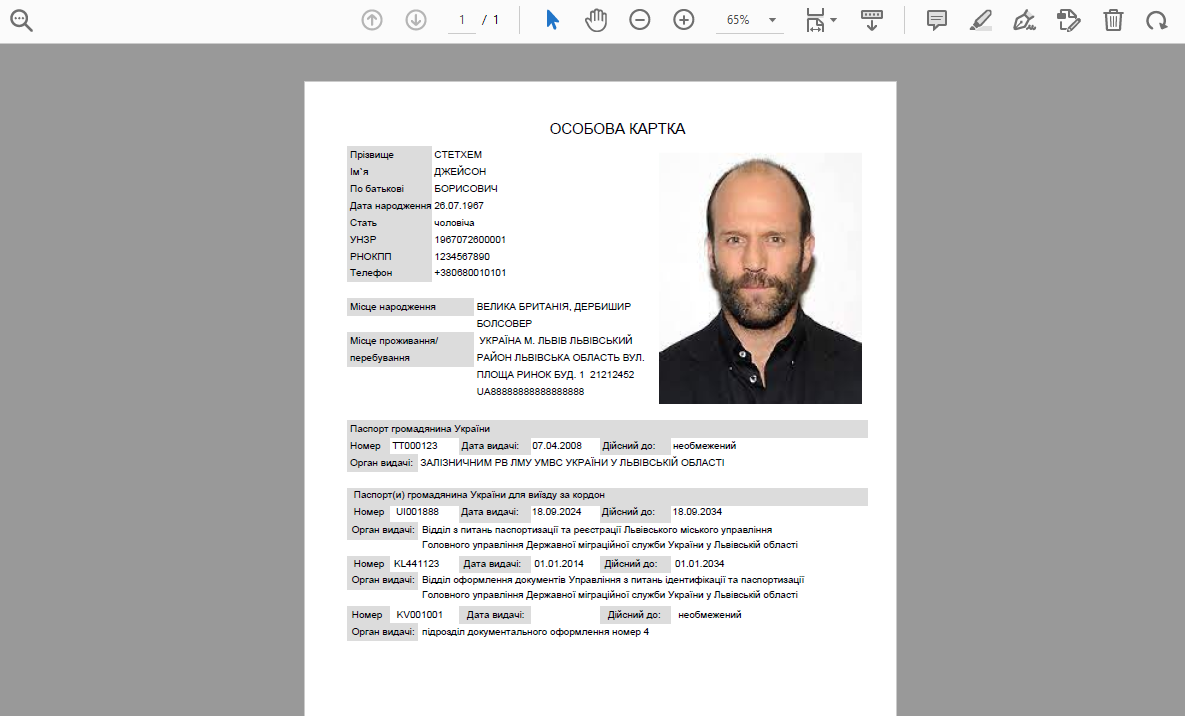 1 / 1
65%
ОСОБОВА КАРТКА
Прізвище СТЕТХЕМ
Ім`я ДЖЕЙСОН
По батькові БОРИСОВИЧ
Дата народження 26.07.1967
Стать чоловіча
УНЗР 1967072600001
РНОКПП 1234567890
Телефон +380680010101
Місце народження ВЕЛИКА БРИТАНІЯ, ДЕРБИШИР
БОЛСОВЕР
Місце проживання/ УКРАЇНА М. ЛЬВІВ ЛЬВІВСЬКИЙ
перебування РАЙОН ЛЬВІВСЬКА ОБЛАСТЬ ВУЛ.
ПЛОЩА РИНОК БУД. 1 21212452
UA88888888888888888
Паспорт громадянина України
Номер ТТ000123 Дата видачі: 07.04.2008 Дійсний до: необмежений
Орган видачі: ЗАЛІЗНИЧНИМ РВ ЛМУ УМВС УКРАЇНИ У ЛЬВІВСЬКІЙ ОБЛАСТІ
Паспорт(и) громадянина України для виїзду за кордон
Номер UI001888 Дата видачі: 18.09.2024 Дійсний до: 18.09.2034
Орган видачі: Відділ з питань паспортизації та реєстрації Львівського міського управління
Головного управління Державної міграційної служби України у Львівській області
Номер KL441123 Дата видачі: 01.01.2014 Дійсний до: 01.01.2034
Орган видачі: Відділ оформлення документів Управління з питань ідентифікації та паспортизації
Головного управління Державної міграційної служби України у Львівській області
Номер KV001001 Дата видачі: Дійсний до: необмежений
Орган видачі: підрозділ документального оформлення номер 4